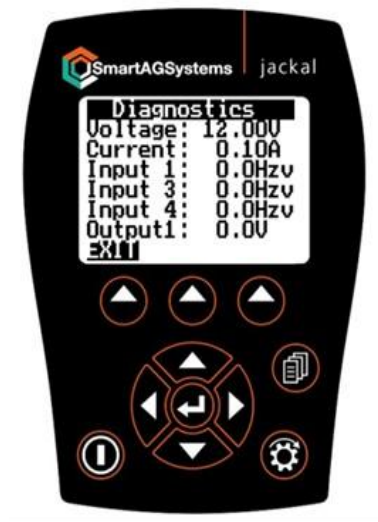 SmartAGSystems | jackal
Diagnostics
Voltage: 12.00V
Current: 0.10A
Input 1: 0.0Hzv
Input 3: 0.0Hzv
Input 4: 0.0Hzv
Output1: 0.0V
EXIT